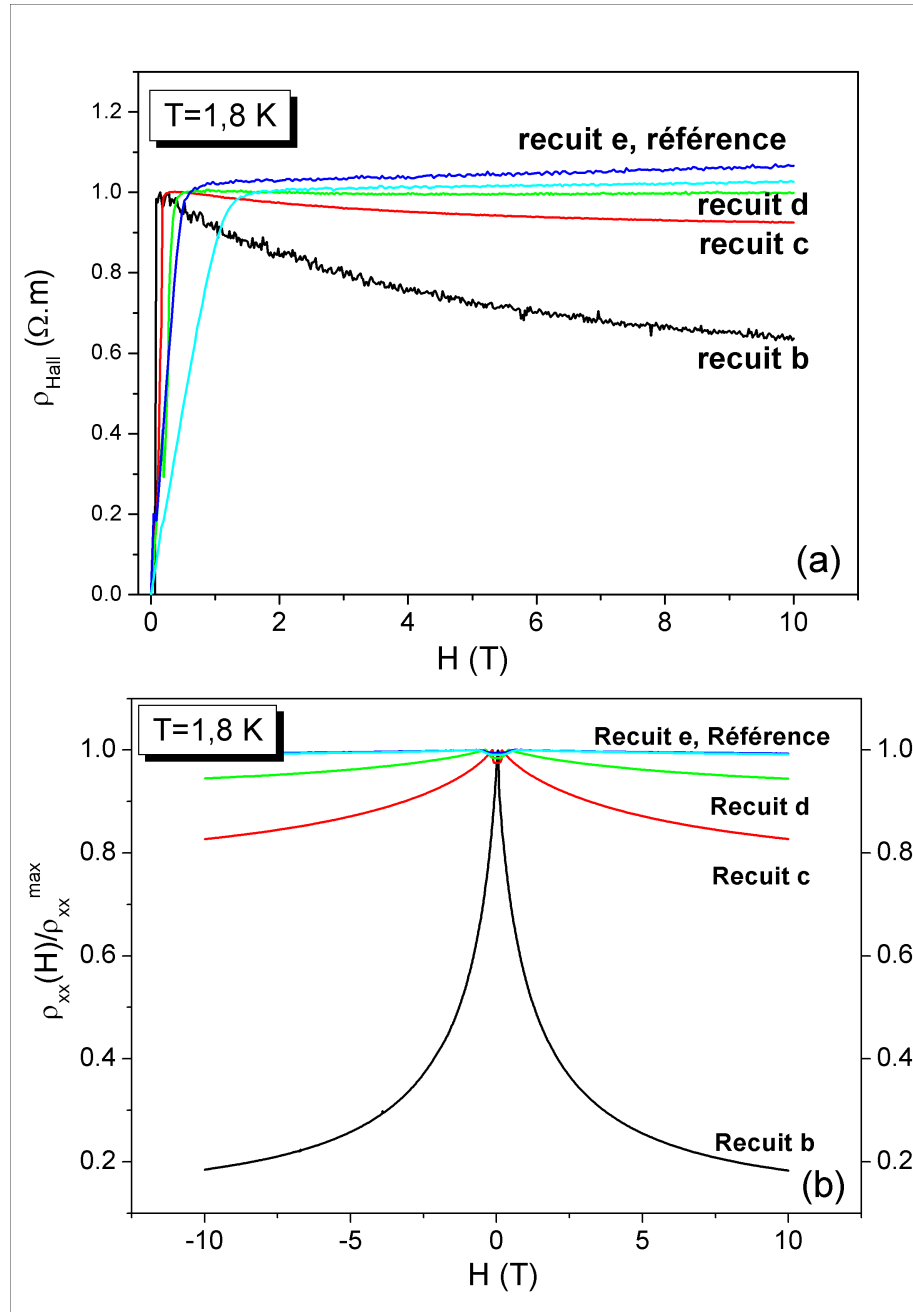 T=1,8 K
1.2
1.0
0.8
0.6
0.4
0.2
0.0
ρHall (Ω.m)
recuit e, référence
recuit d
recuit c
recuit b
(a)
0 2 4 6 8 10
H (T)
T=1,8 K
1.0
0.8
0.6
0.4
0.2
ρxx(H)/ρxxmax
Recuit e, Référence
Recuit d
Recuit c
Recuit b
1.0
0.8
0.6
0.4
0.2
(b)
-10 -5 0 5 10
H (T)